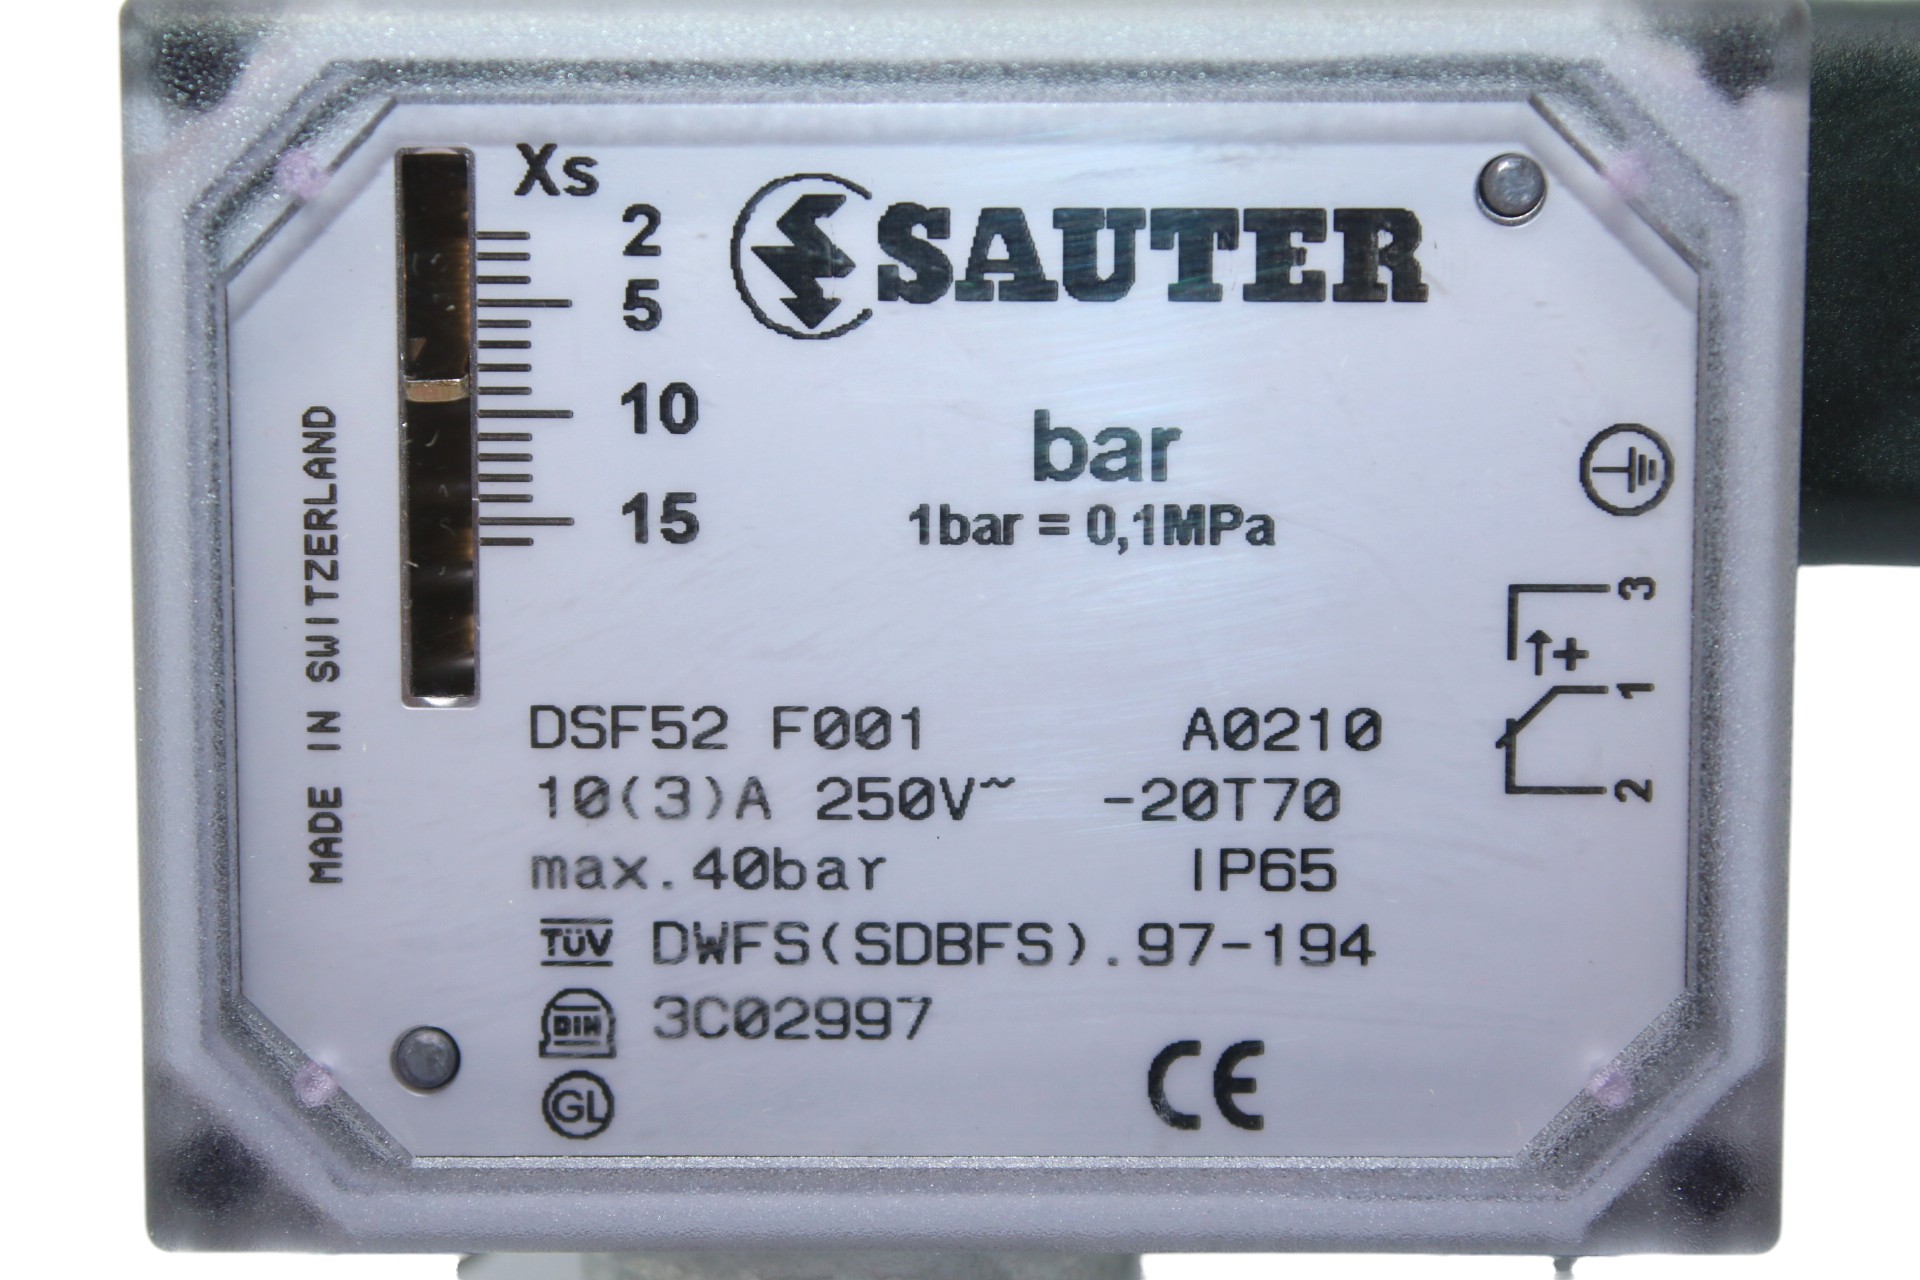 Xs
2
5
10
15
SAUTER
bar
1bar = 0,1MPa
MADE IN SWITZERLAND
3
+
1
2
DSF52 F001 A0210
10(3)A 250V~ -20T70
max.40bar IP65
TÜV DWFS(SDBFS).97-194
DIN 3C02997
GL
CE